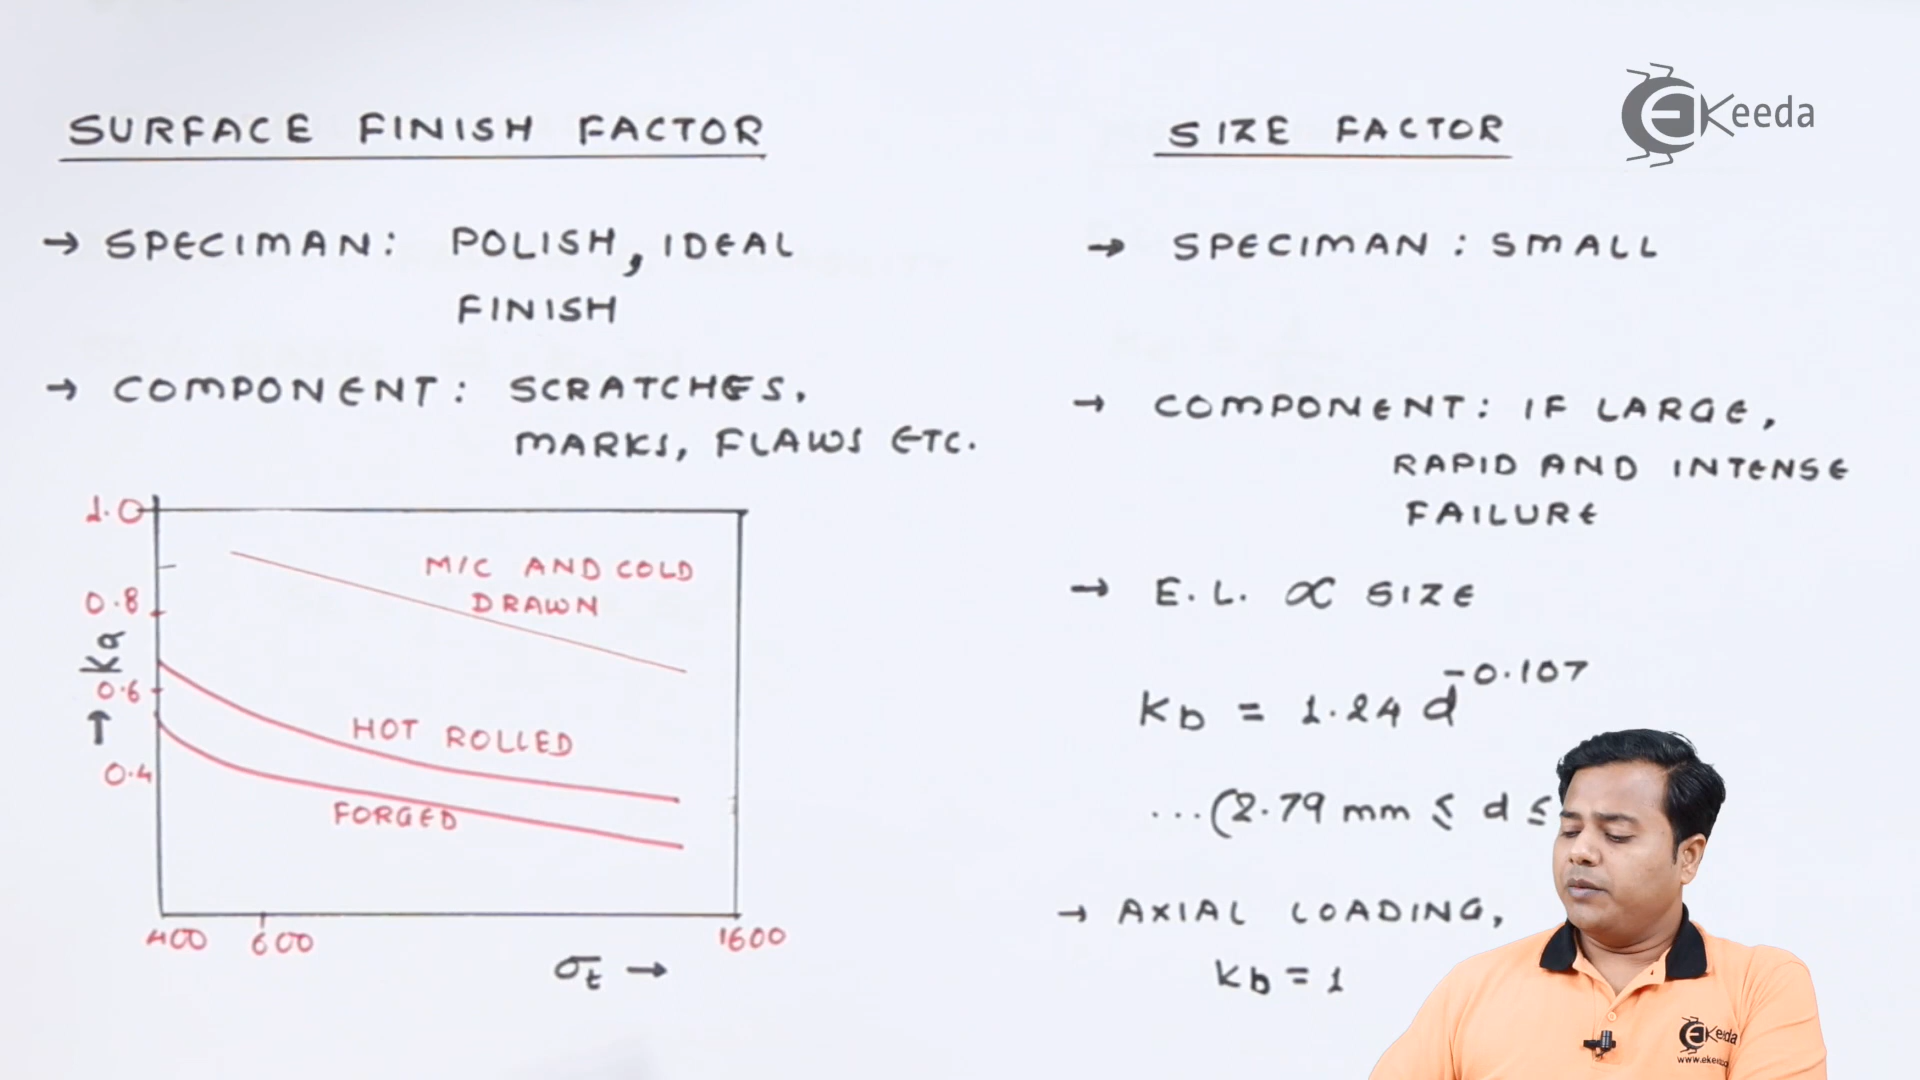 SURFACE FINISH FACTOR
→ SPECIMAN: POLISH, IDEAL
FINISH
→ COMPONENT: SCRATCHES,
MARKS, FLAWS ETC.
1.0
0.8
0.6
0.4
→ Ka
M/C AND COLD
DRAWN
HOT ROLLED
FORGED
400 600 1600
σt →
SIZE FACTOR
→ SPECIMAN: SMALL
→ COMPONENT: IF LARGE,
RAPID AND INTENSE
FAILURE
→ E.L. ∝ SIZE
Kb = 1.24 d^-0.107
...(2.79 mm ≤ d ≤
→ AXIAL LOADING,
Kb = 1
EKeeda
EKeeda